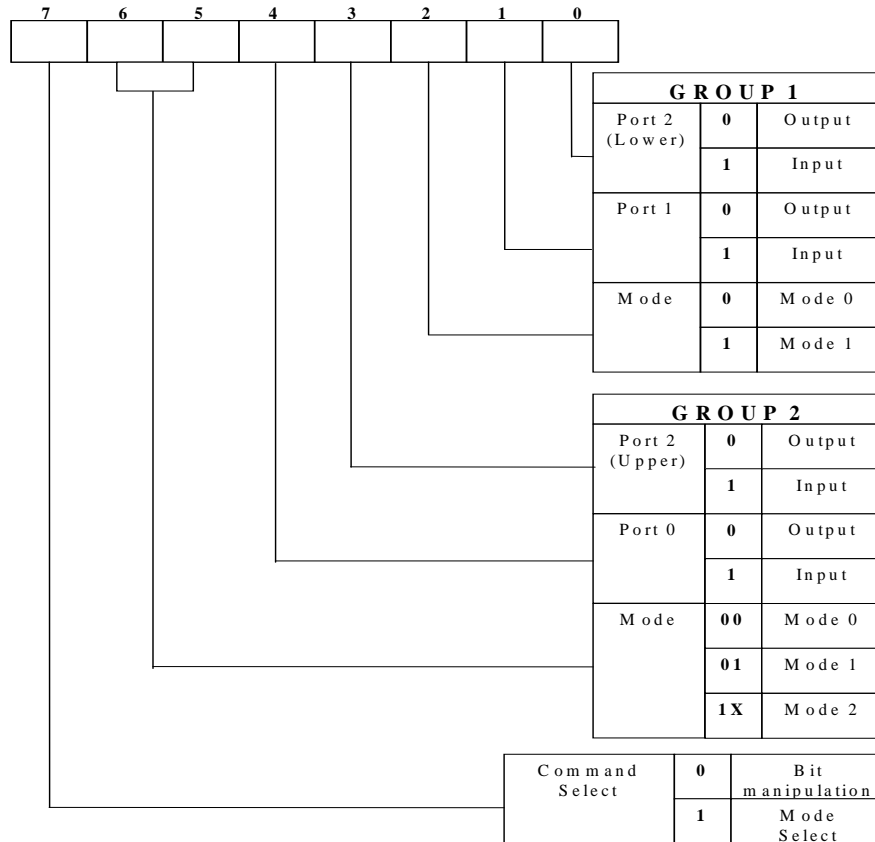 7 6 5 4 3 2 1 0
GROUP 1
Port 2 0 Output
(Lower)
1 Input
Port 1 0 Output
1 Input
Mode 0 Mode 0
1 Mode 1
GROUP 2
Port 2 0 Output
(Upper)
1 Input
Port 0 0 Output
1 Input
Mode 00 Mode 0
01 Mode 1
1X Mode 2
Command 0 Bit
Select manipulation
1 Mode
Select